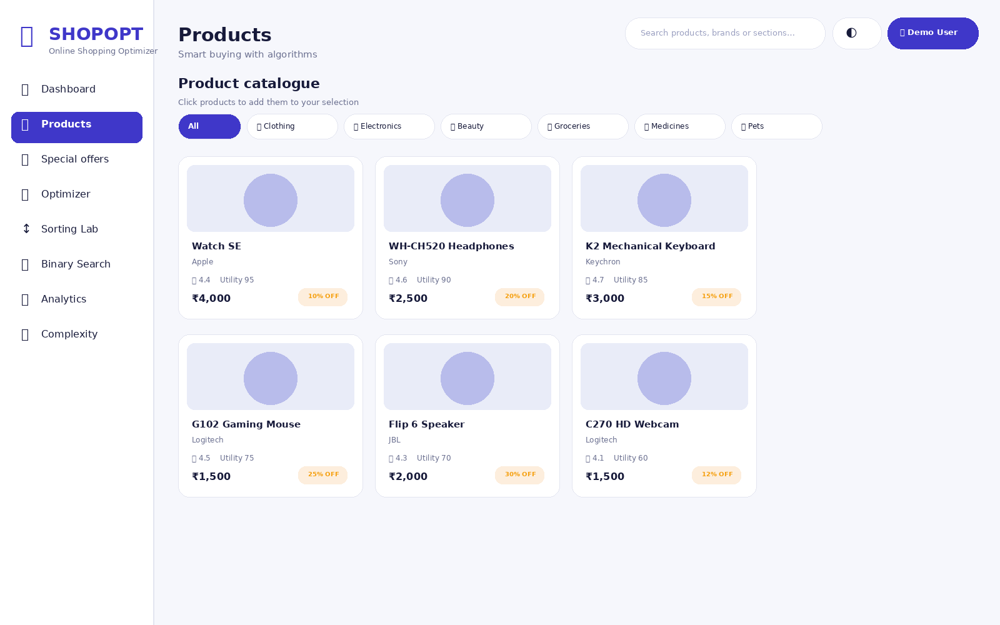 SHOPOPT
Online Shopping Optimizer
Dashboard
Products
Special offers
Optimizer
Sorting Lab
Binary Search
Analytics
Complexity
Products
Smart buying with algorithms
Search products, brands or sections...
Demo User
Product catalogue
Click products to add them to your selection
All
Clothing
Electronics
Beauty
Groceries
Medicines
Pets
Watch SE
Apple
4.4 Utility 95
₹4,000
10% OFF
WH-CH520 Headphones
Sony
4.6 Utility 90
₹2,500
20% OFF
K2 Mechanical Keyboard
Keychron
4.7 Utility 85
₹3,000
15% OFF
G102 Gaming Mouse
Logitech
4.5 Utility 75
₹1,500
25% OFF
Flip 6 Speaker
JBL
4.3 Utility 70
₹2,000
30% OFF
C270 HD Webcam
Logitech
4.1 Utility 60
₹1,500
12% OFF